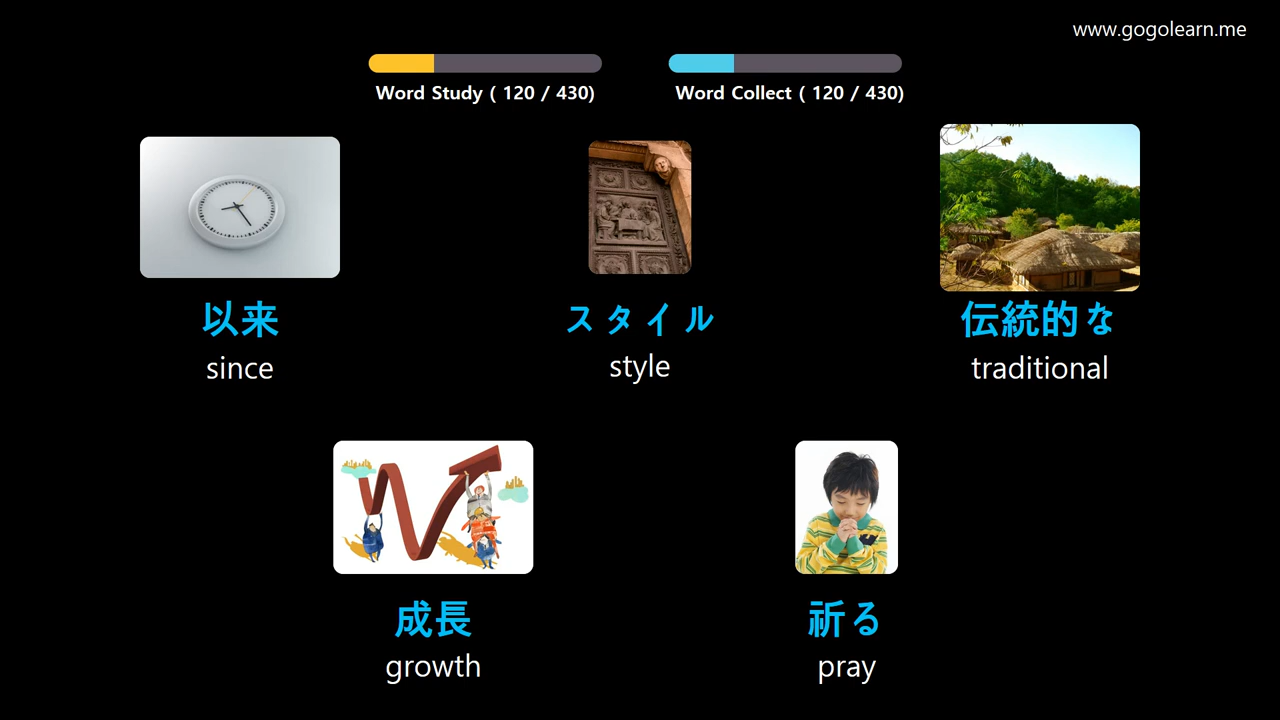 www.gogolearn.me
Word Study ( 120 / 430)
Word Collect ( 120 / 430)
以来
since
スタイル
style
伝統的な
traditional
成長
growth
祈る
pray